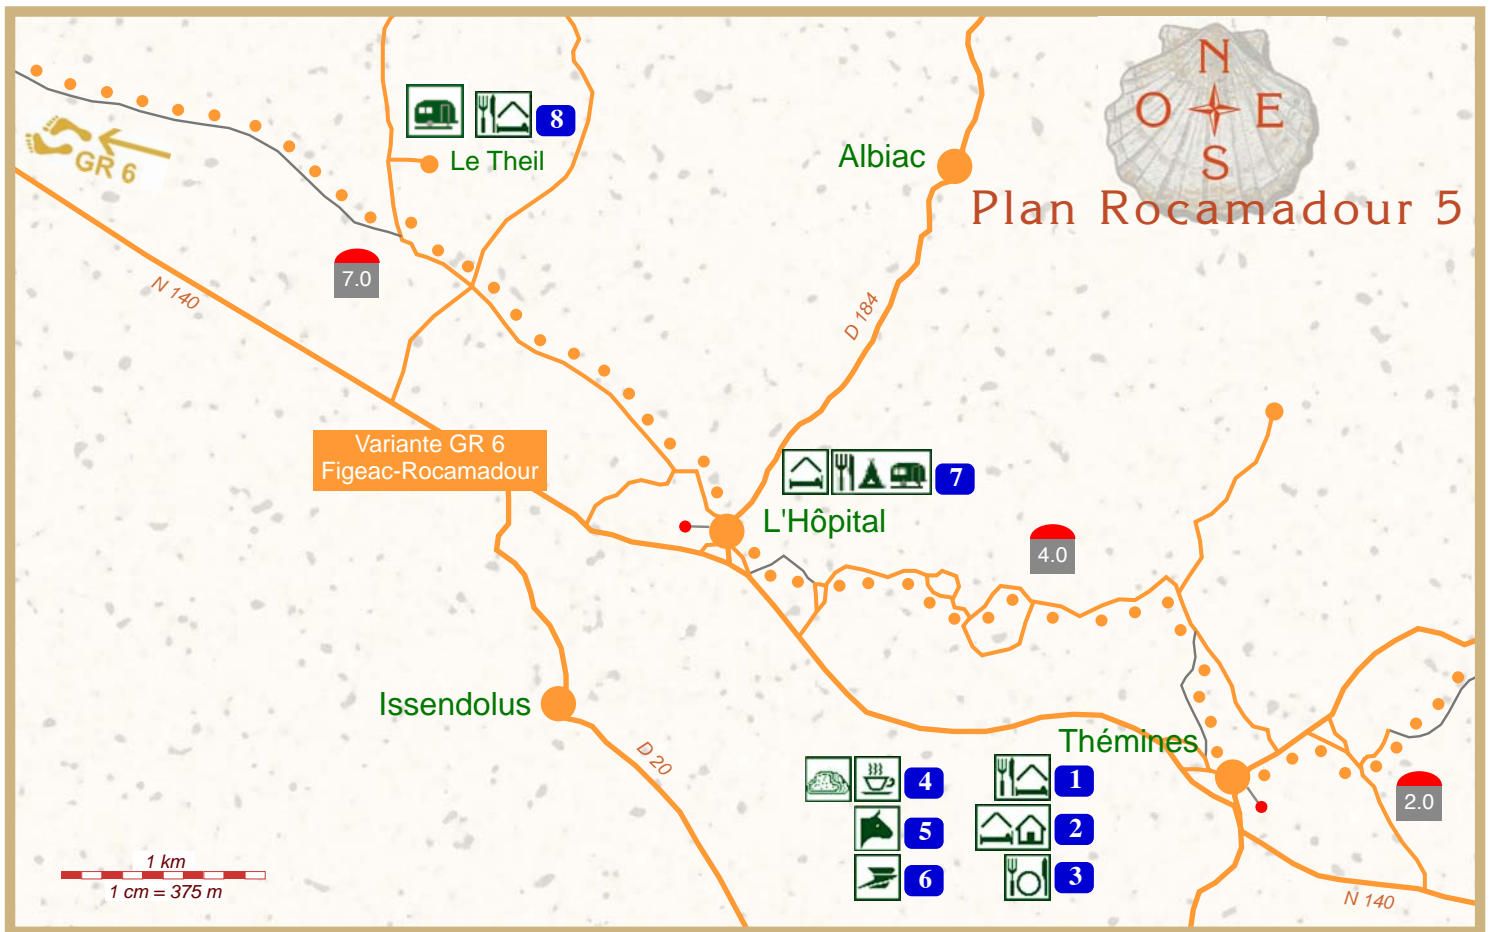 N
O E
S
Plan Rocamadour 5
8
Le Theil
Albiac
GR 6
7.0
N 140
D 184
Variante GR 6
Figeac-Rocamadour
7
L'Hôpital
4.0
Issendolus
D 20
Thémines
4
1
5
2
6
3
2.0
1 km
1 cm = 375 m
N 140